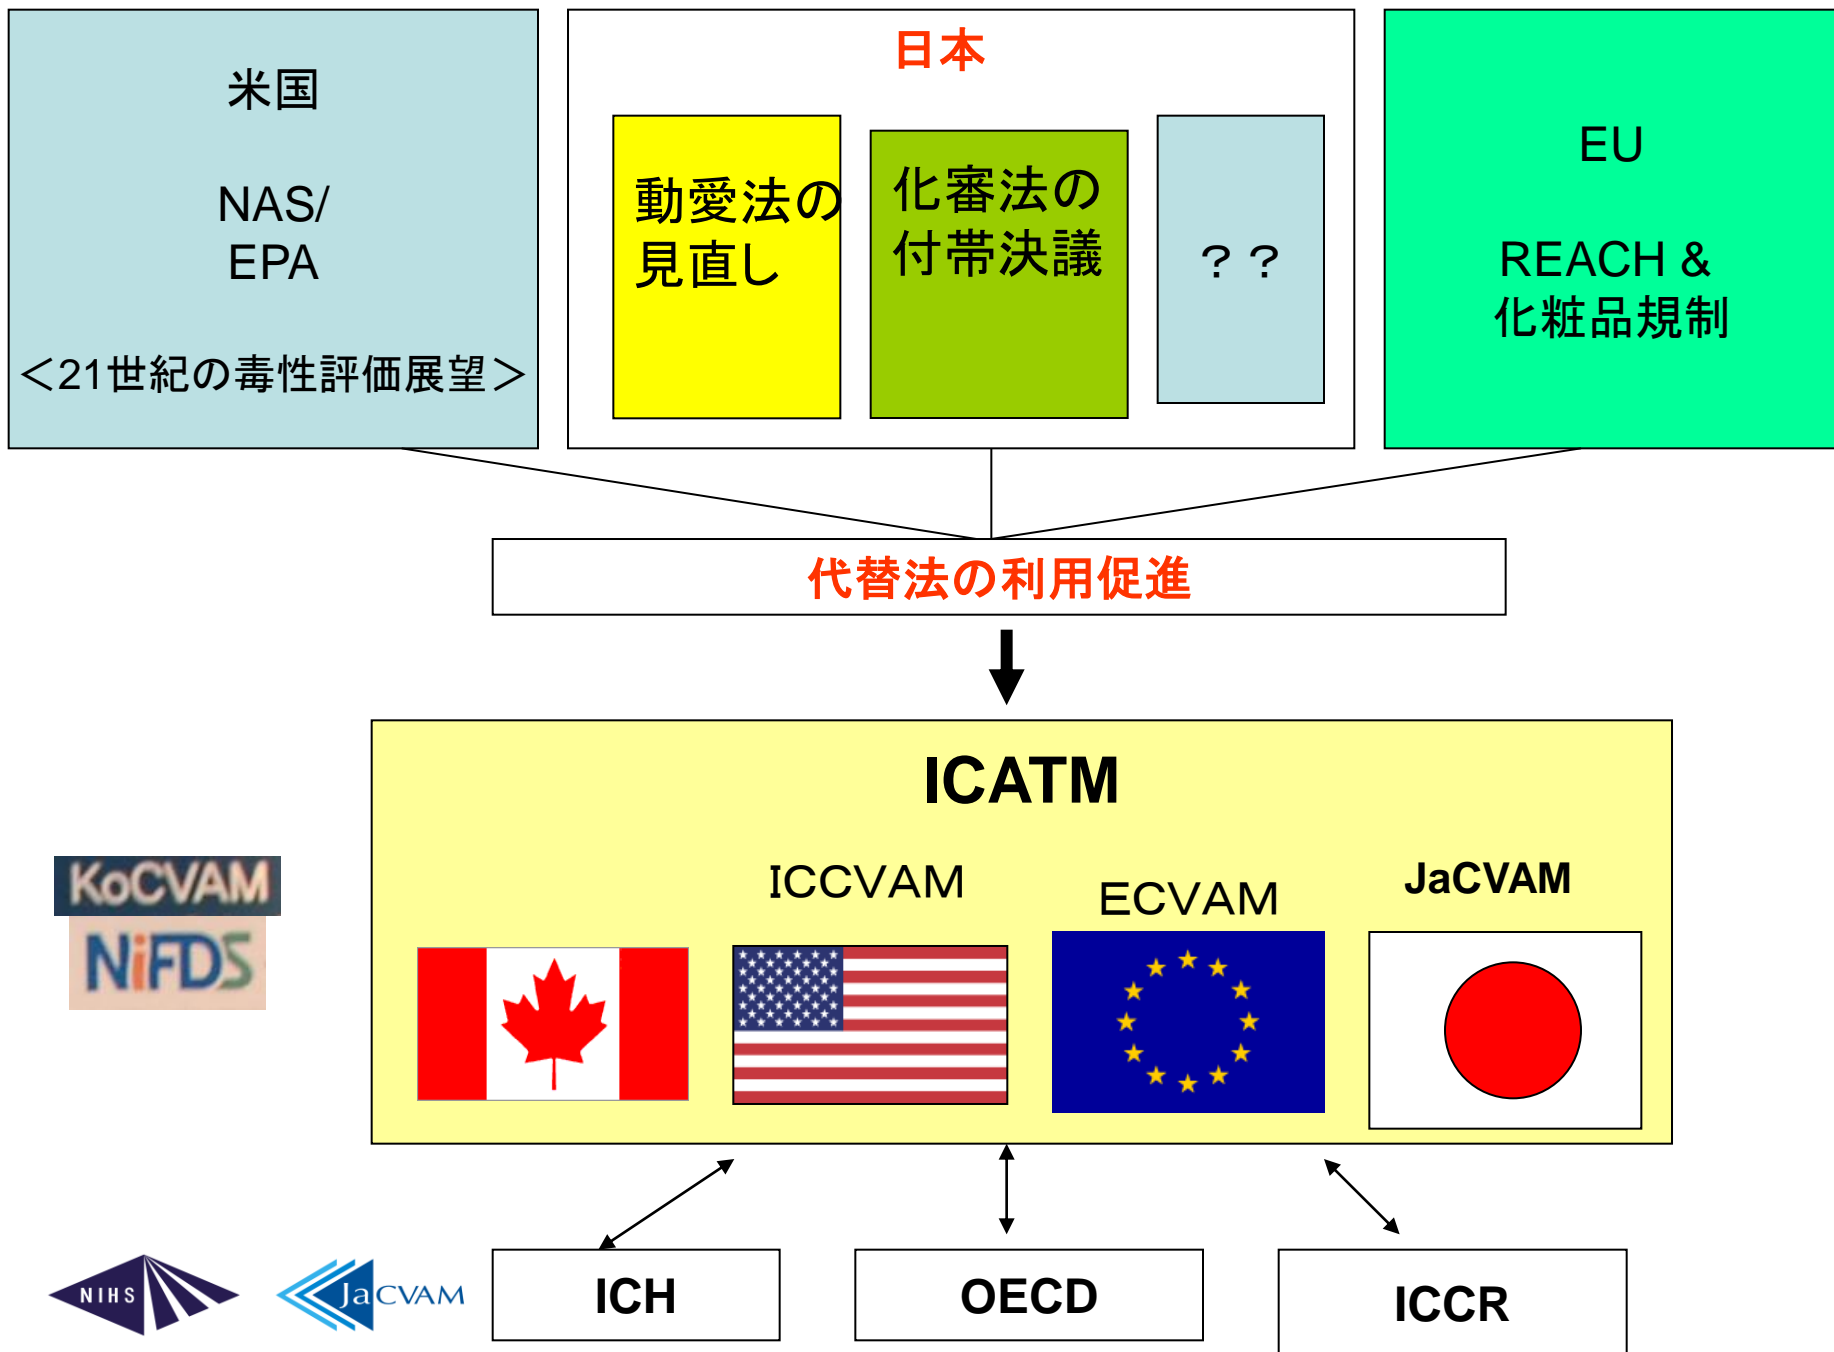 米国
NAS/
EPA
＜21世紀の毒性評価展望＞
日本
動愛法の
見直し
化審法の
付帯決議
？？
EU
REACH &
化粧品規制
代替法の利用促進
ICATM
ICCVAM
ECVAM
JaCVAM
KoCVAM
NiFDS
NIHS
JaCVAM
ICH
OECD
ICCR